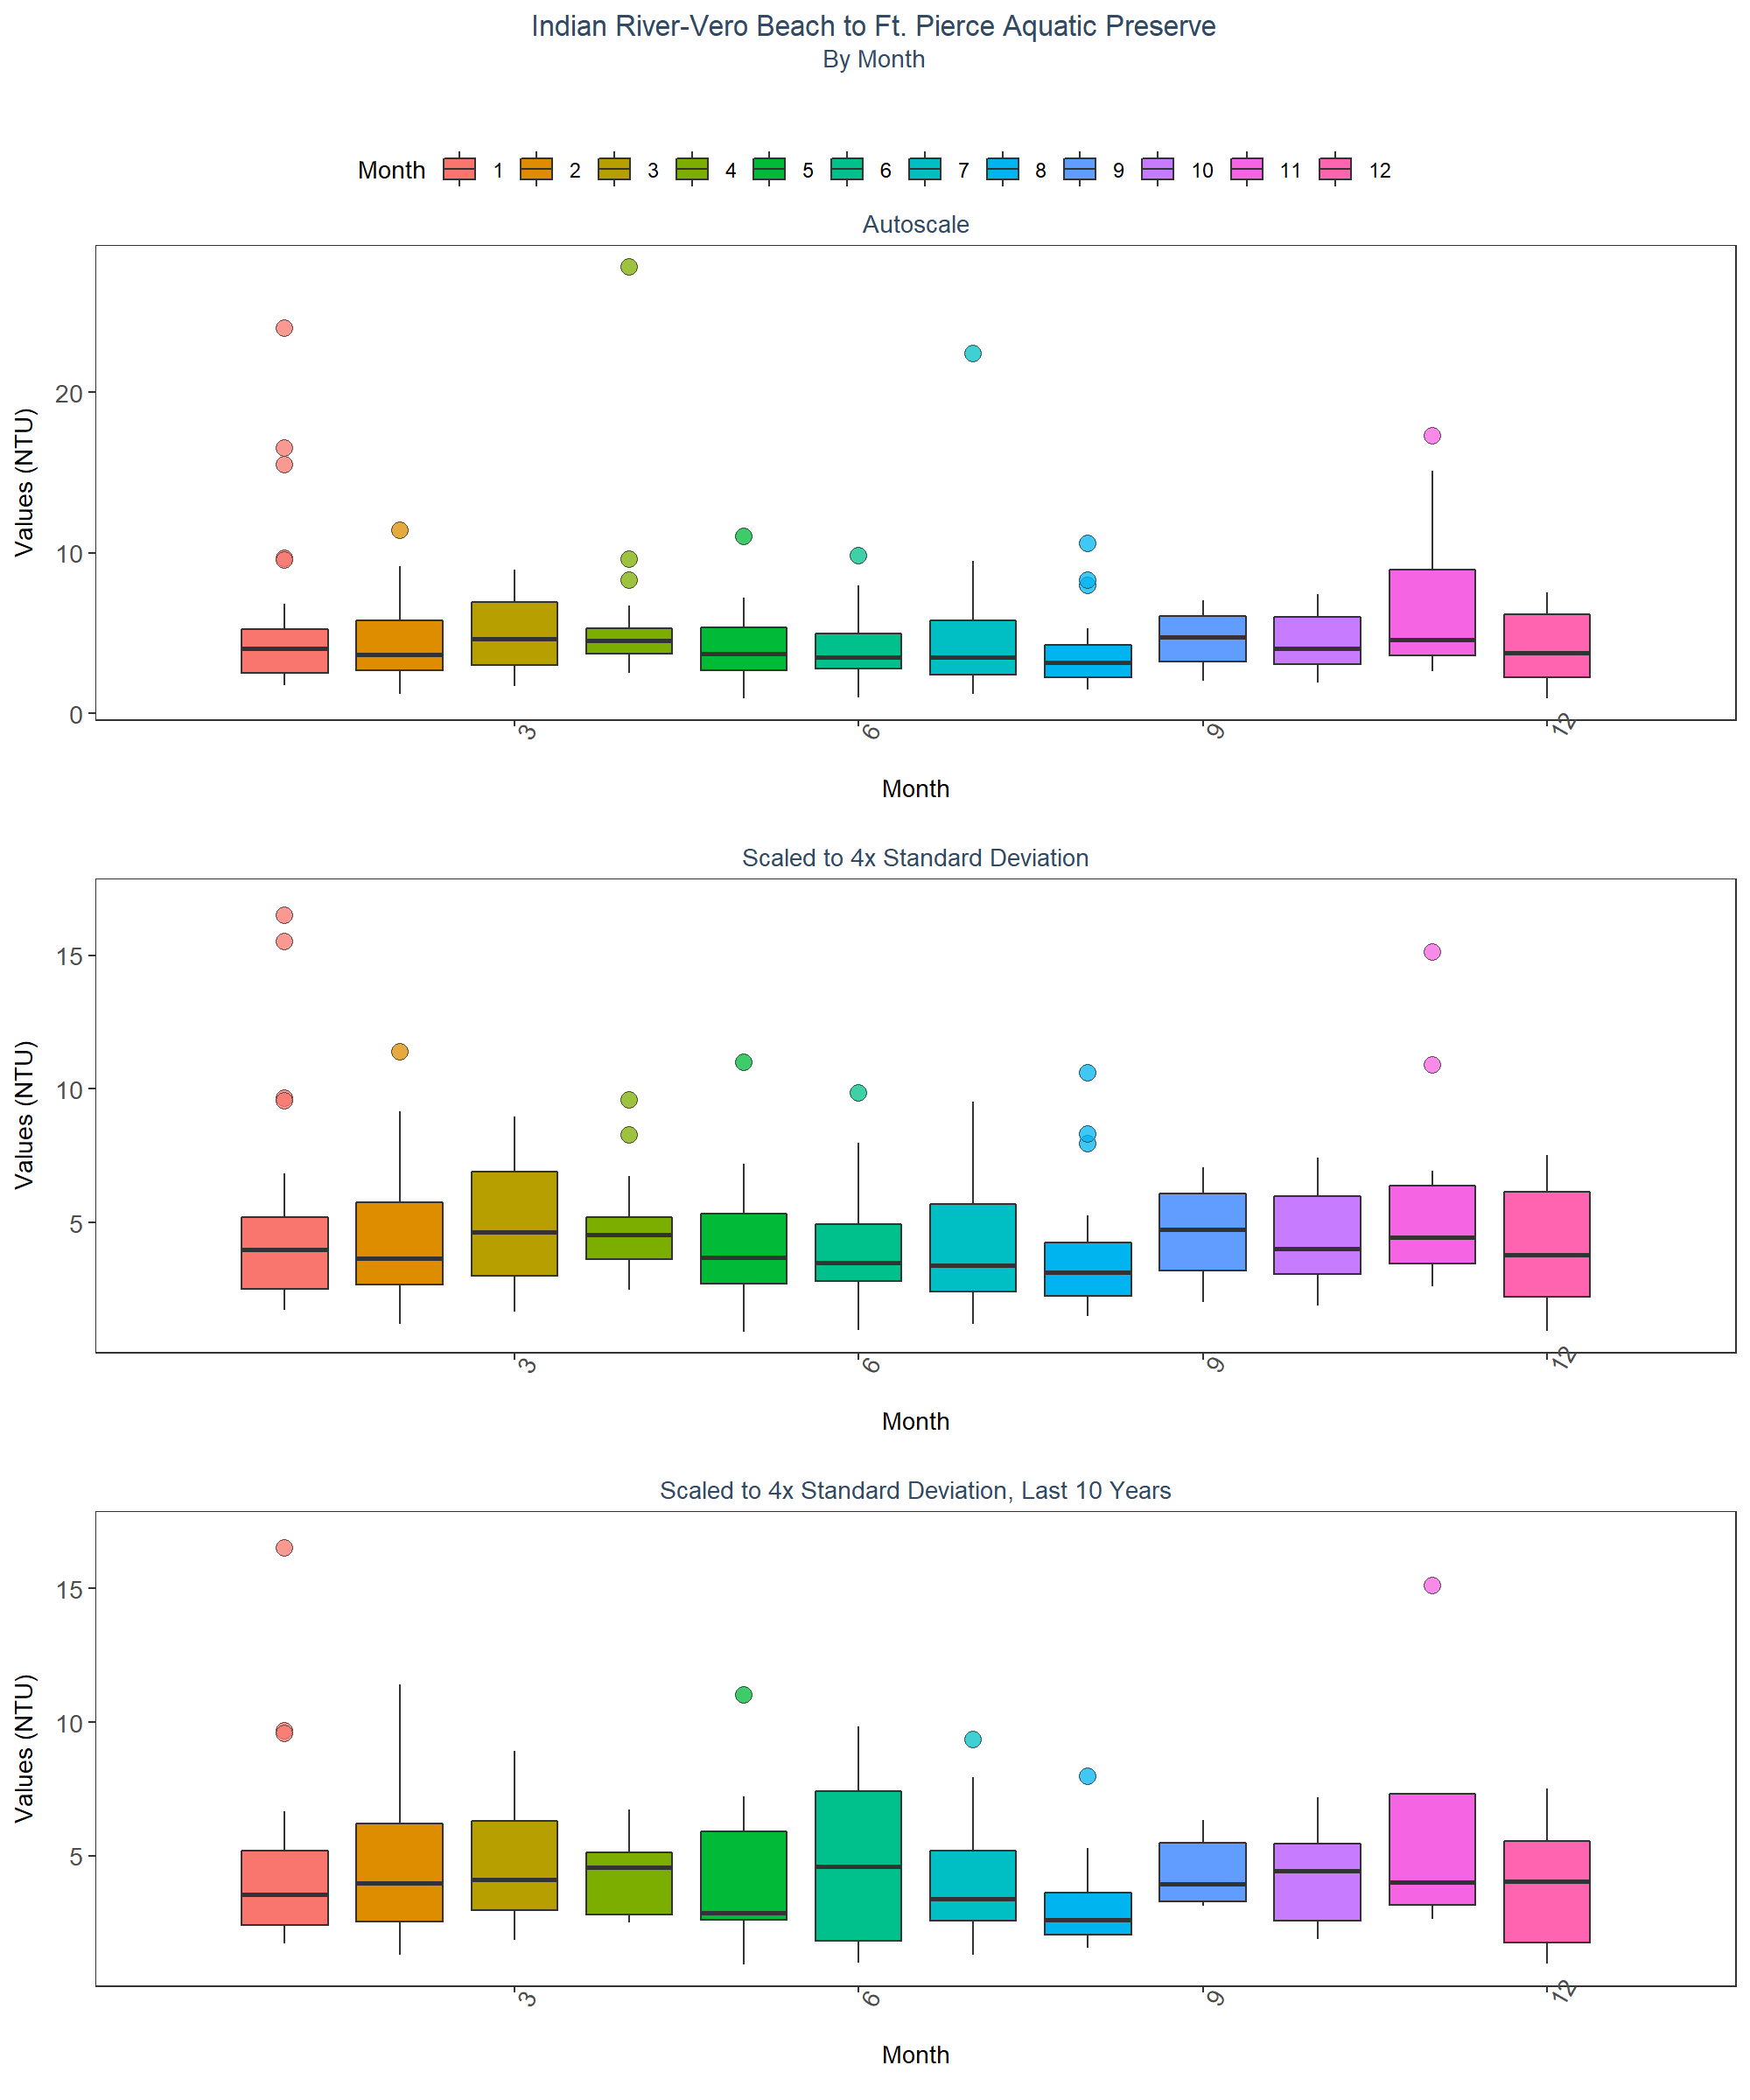 Indian River-Vero Beach to Ft. Pierce Aquatic Preserve
By Month
Month 1 2 3 4 5 6 7 8 9 10 11 12
Autoscale
Values (NTU)
20
10
0
3 6 9 12
Month
Scaled to 4x Standard Deviation
Values (NTU)
15
10
5
3 6 9 12
Month
Scaled to 4x Standard Deviation, Last 10 Years
Values (NTU)
15
10
5
3 6 9 12
Month